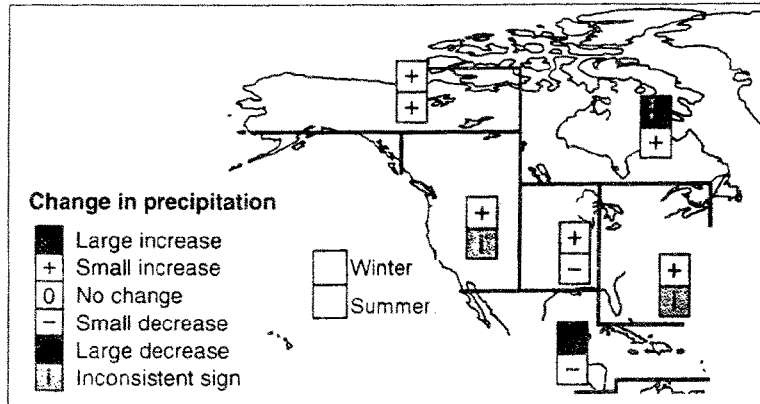 +
+
+
+
i
+
-
+
i
-
Change in precipitation
Large increase
+ Small increase
0 No change
- Small decrease
Large decrease
i Inconsistent sign
Winter
Summer